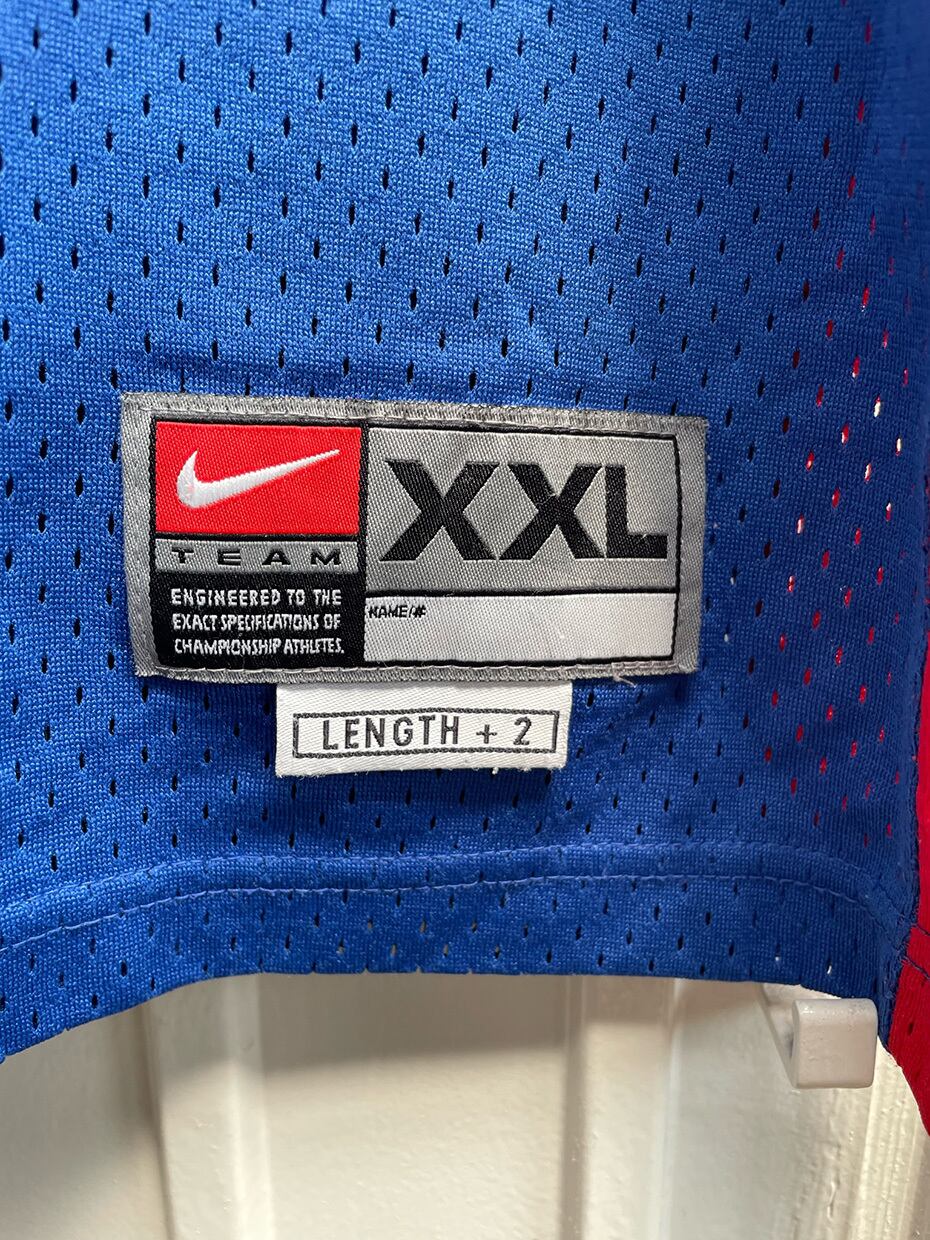 XXL
TEAM
ENGINEERED TO THE
EXACT SPECIFICATIONS OF
CHAMPIONSHIP ATHLETES.
NAME/#
LENGTH + 2